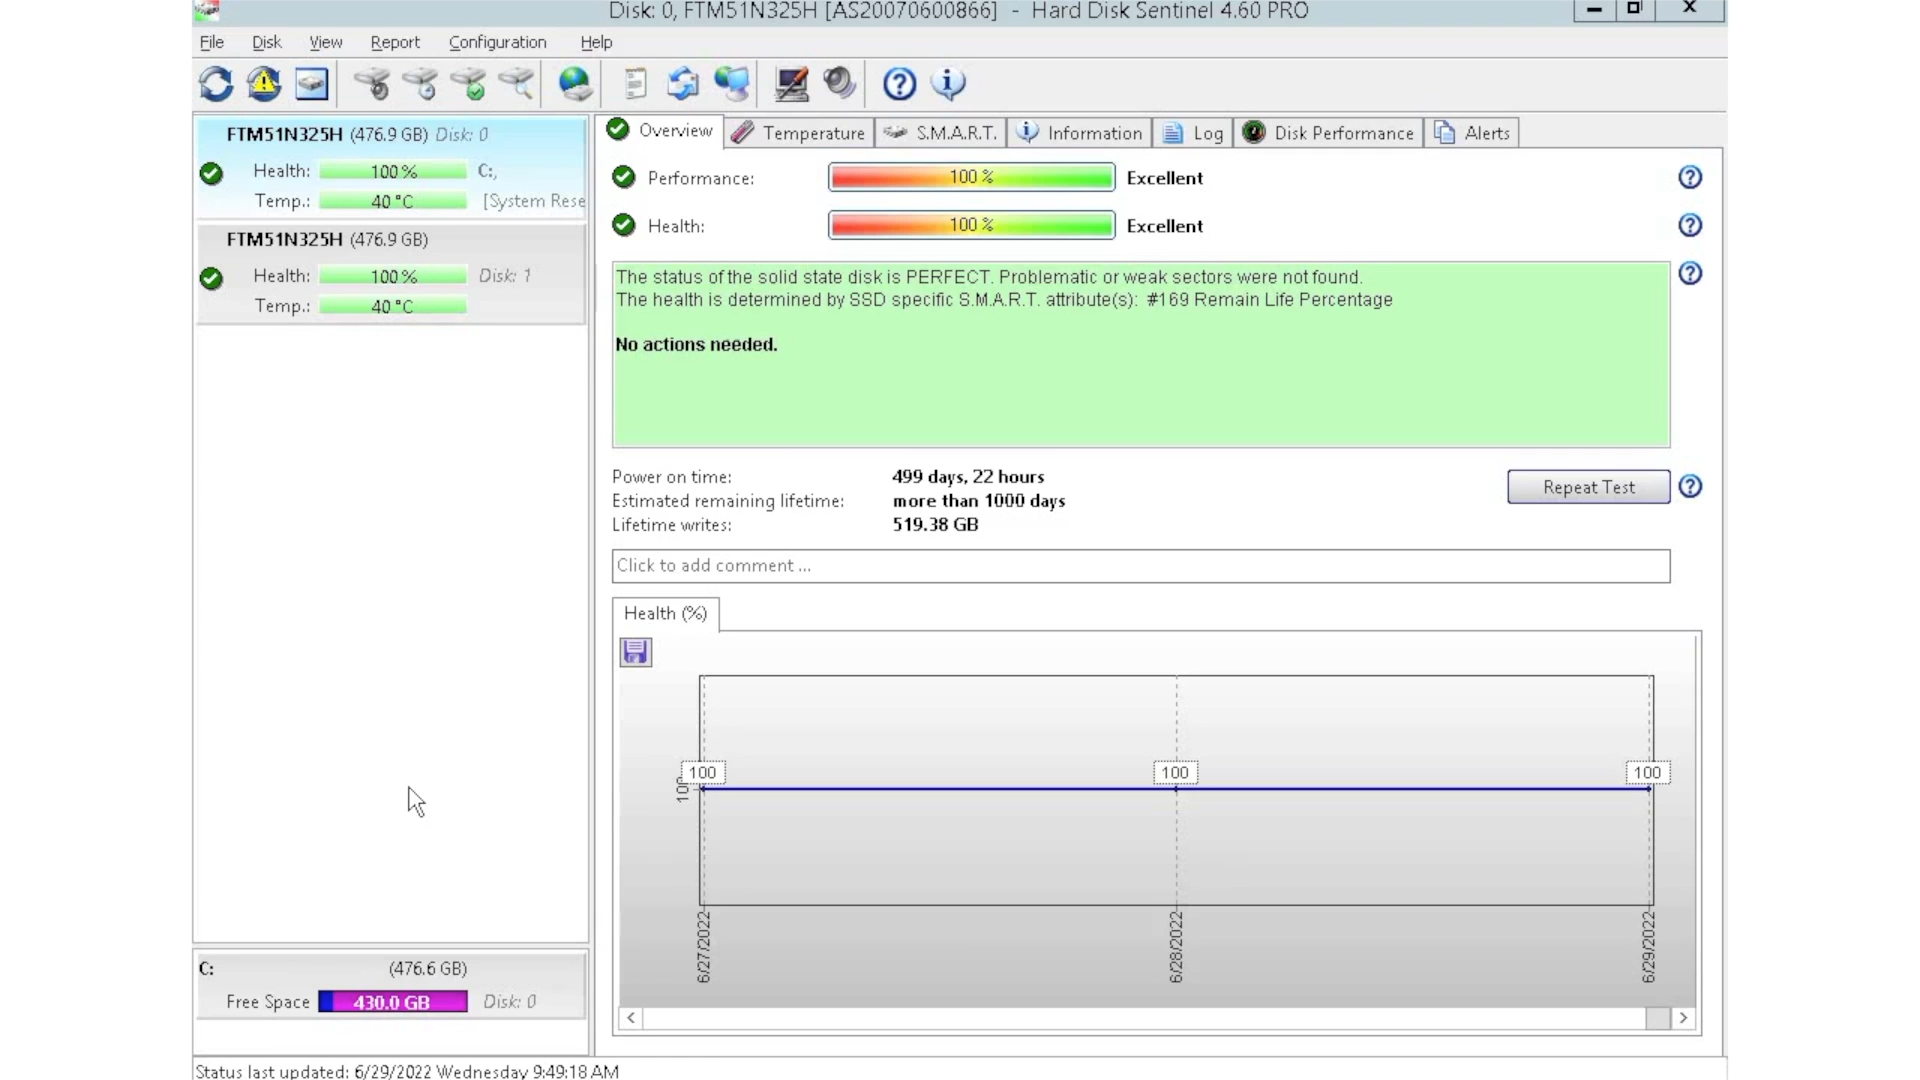 Disk: 0, FTM51N325H [AS20070600866] - Hard Disk Sentinel 4.60 PRO
File Disk View Report Configuration Help
FTM51N325H (476.9 GB) Disk: 0
Health: 100 % C:,
Temp.: 40 °C [System Rese
FTM51N325H (476.9 GB)
Health: 100 % Disk: 1
Temp.: 40 °C
C: (476.6 GB)
Free Space 430.0 GB Disk: 0
Overview Temperature S.M.A.R.T. Information Log Disk Performance Alerts
Performance: 100 % Excellent
Health: 100 % Excellent
The status of the solid state disk is PERFECT. Problematic or weak sectors were not found.
The health is determined by SSD specific S.M.A.R.T. attribute(s): #169 Remain Life Percentage
No actions needed.
Power on time: 499 days, 22 hours
Estimated remaining lifetime: more than 1000 days
Lifetime writes: 519.38 GB
Repeat Test
Click to add comment ...
Health (%)
100
100 100 100
6/27/2022 6/28/2022 6/29/2022
Status last updated: 6/29/2022 Wednesday 9:49:18 AM